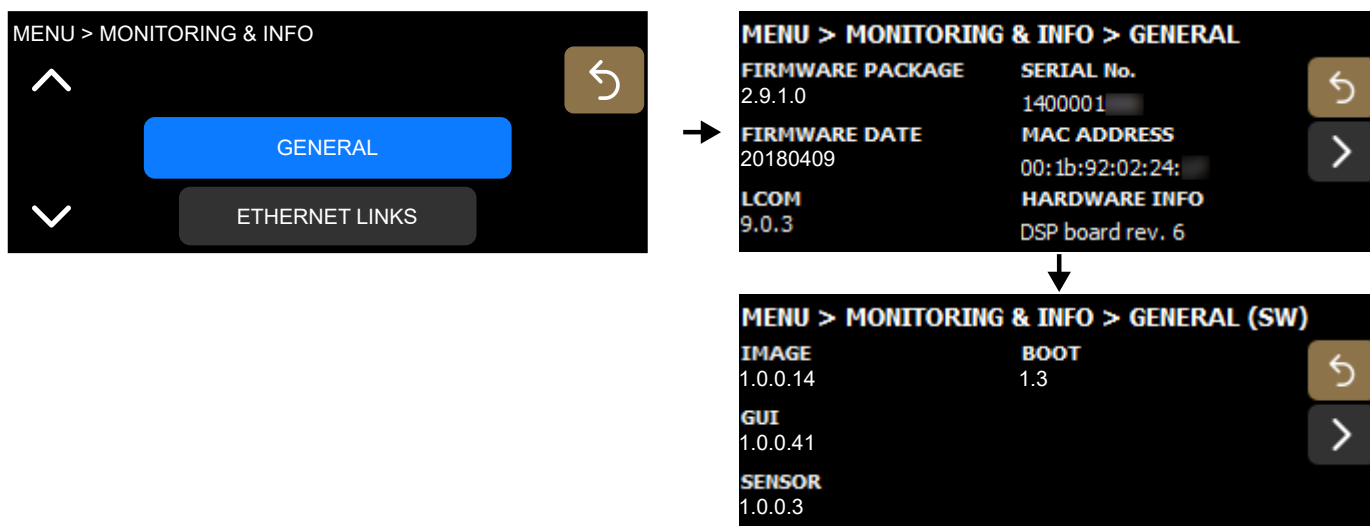 MENU > MONITORING & INFO
GENERAL
ETHERNET LINKS
MENU > MONITORING & INFO > GENERAL
FIRMWARE PACKAGE
2.9.1.0
SERIAL No.
1400001
FIRMWARE DATE
20180409
MAC ADDRESS
00:1b:92:02:24:
LCOM
9.0.3
HARDWARE INFO
DSP board rev. 6
MENU > MONITORING & INFO > GENERAL (SW)
IMAGE
1.0.0.14
BOOT
1.3
GUI
1.0.0.41
SENSOR
1.0.0.3